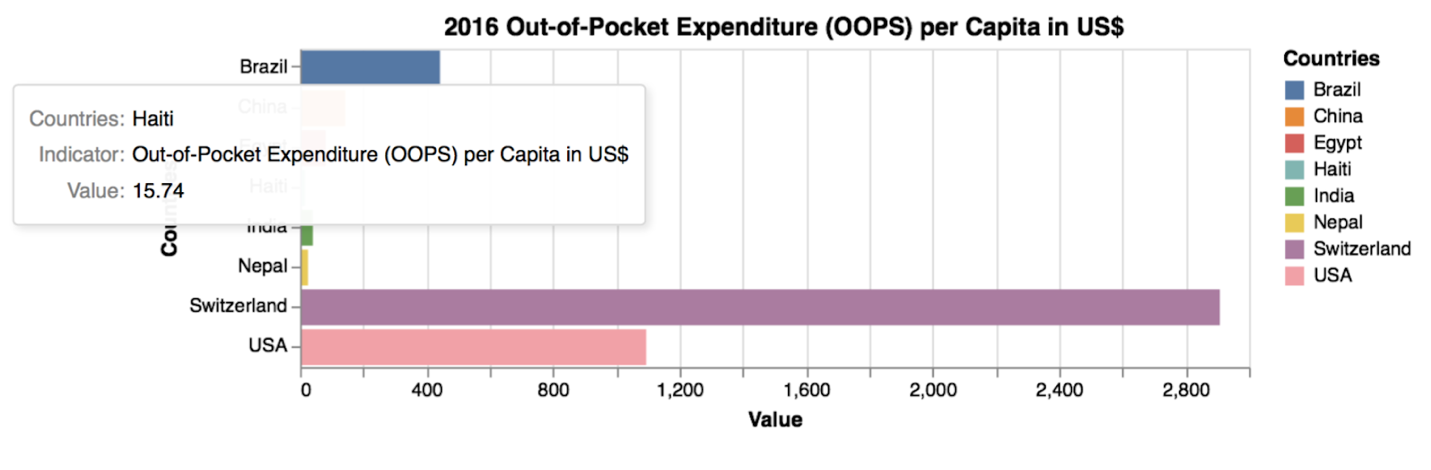 2016 Out-of-Pocket Expenditure (OOPS) per Capita in US$
Brazil
China
Countries: Haiti
Indicator: Out-of-Pocket Expenditure (OOPS) per Capita in US$
Value: 15.74
Haiti
India
Nepal
Switzerland
USA
0 400 800 1,200 1,600 2,000 2,400 2,800
Value
Countries
Brazil
China
Egypt
Haiti
India
Nepal
Switzerland
USA